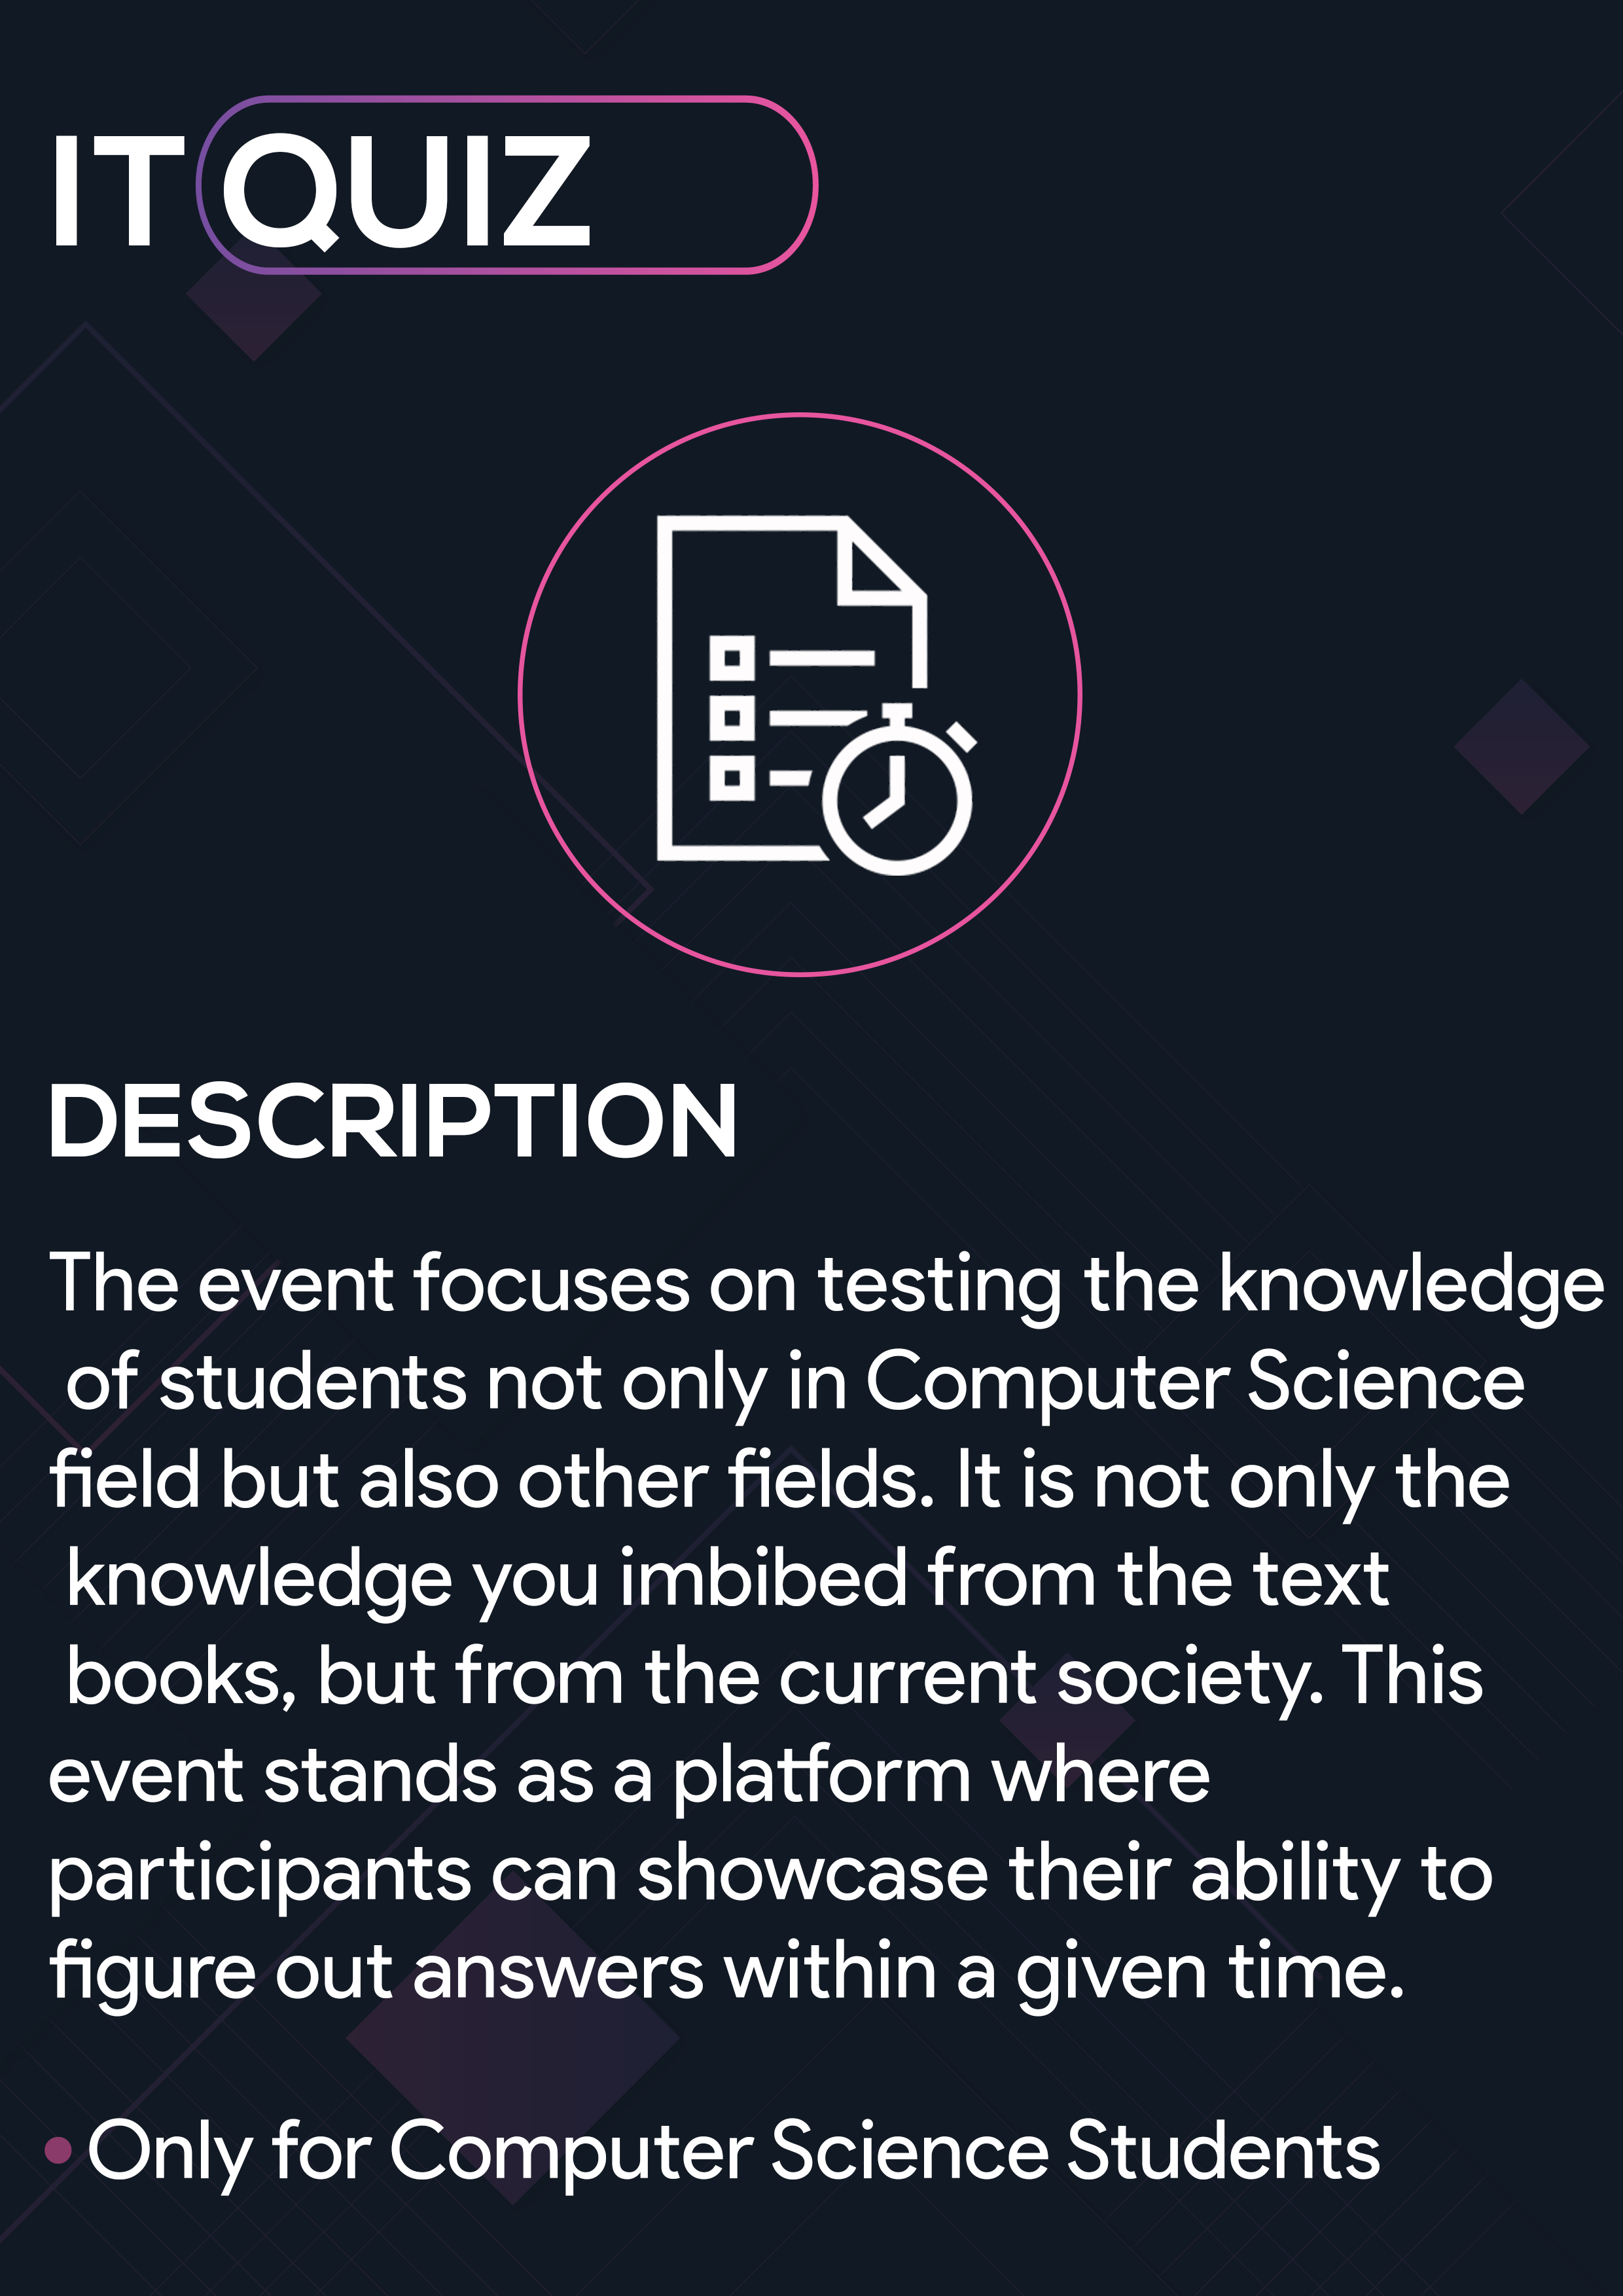 IT QUIZ
DESCRIPTION
The event focuses on testing the knowledge
of students not only in Computer Science
field but also other fields. It is not only the
knowledge you imbibed from the text
books, but from the current society. This
event stands as a platform where
participants can showcase their ability to
figure out answers within a given time.
Only for Computer Science Students